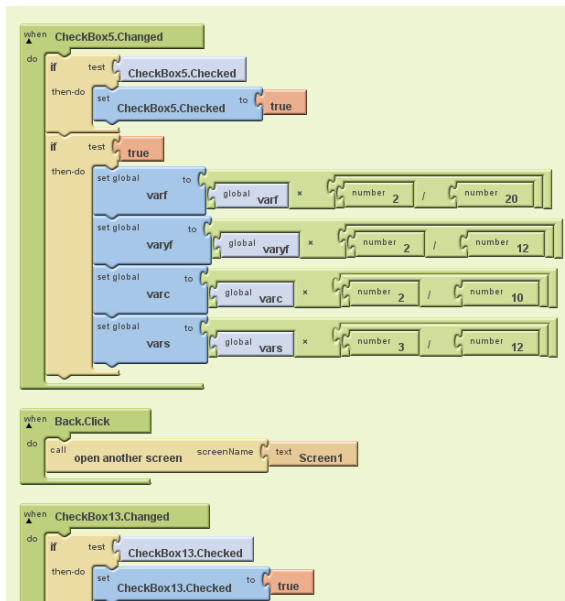 when CheckBox5.Changed
do if test CheckBox5.Checked
then-do set CheckBox5.Checked to true
if test true
then-do set global varf to global varf × number 2 / number 20
set global varyf to global varyf × number 2 / number 12
set global varc to global varc × number 2 / number 10
set global vars to global vars × number 3 / number 12
when Back.Click
do call open another screen screenName text Screen1
when CheckBox13.Changed
do if test CheckBox13.Checked
then-do set CheckBox13.Checked to true